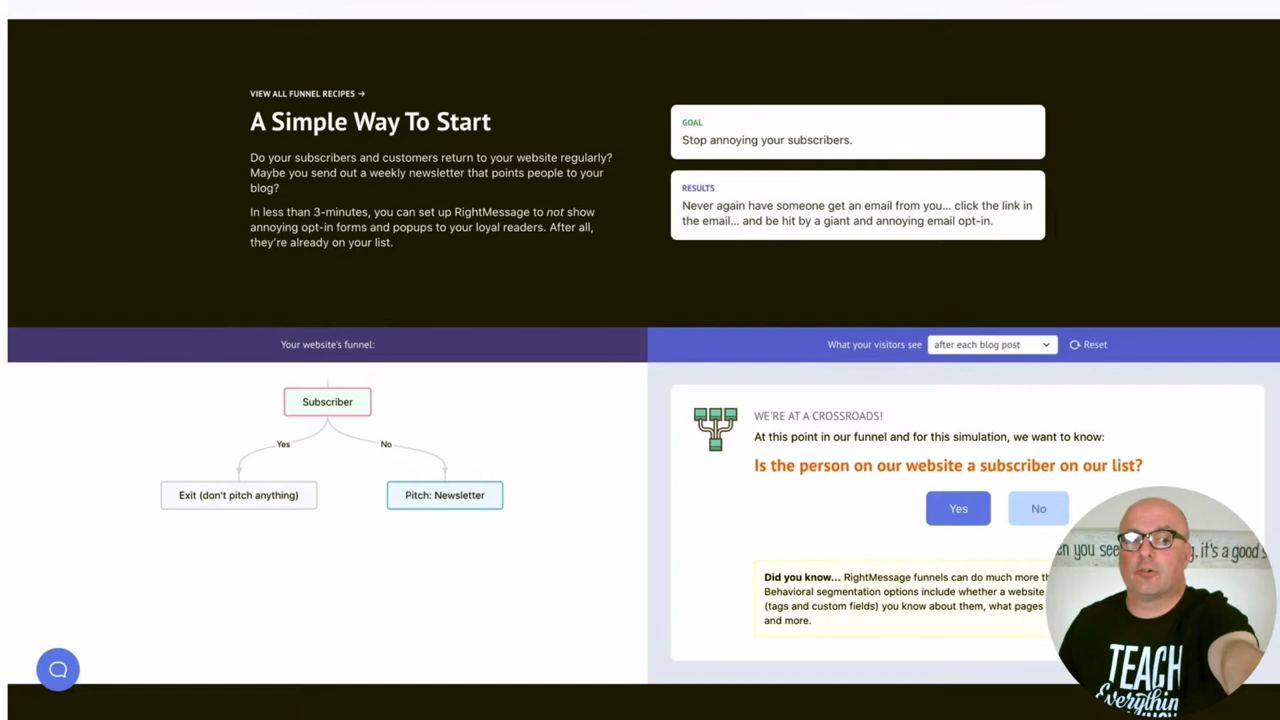 VIEW ALL FUNNEL RECIPES →
A Simple Way To Start
Do your subscribers and customers return to your website regularly?
Maybe you send out a weekly newsletter that points people to your
blog?
In less than 3-minutes, you can set up RightMessage to not show
annoying opt-in forms and popups to your loyal readers. After all,
they're already on your list.
GOAL
Stop annoying your subscribers.
RESULTS
Never again have someone get an email from you... click the link in
the email... and be hit by a giant and annoying email opt-in.
Your website's funnel:
What your visitors see
after each blog post
Reset
Subscriber
Yes
No
Exit (don't pitch anything)
Pitch: Newsletter
WE'RE AT A CROSSROADS!
At this point in our funnel and for this simulation, we want to know:
Is the person on our website a subscriber on our list?
Yes
No
Did you know... RightMessage funnels can do much more
Behavioral segmentation options include whether a website
(tags and custom fields) you know about them, what pages
and more.
you see
it's a good
TEACH
Everything